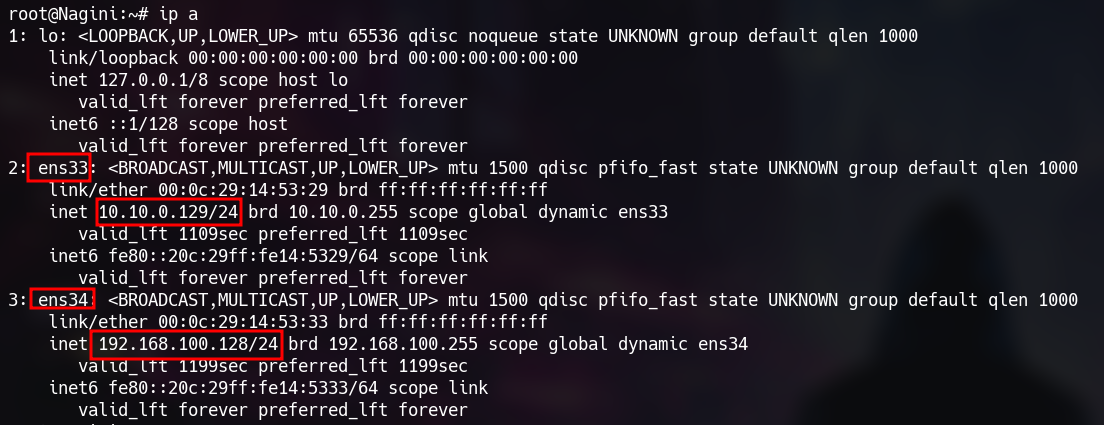 root@Nagini:~# ip a
1: lo: <LOOPBACK,UP,LOWER_UP> mtu 65536 qdisc noqueue state UNKNOWN group default qlen 1000
    link/loopback 00:00:00:00:00:00 brd 00:00:00:00:00:00
    inet 127.0.0.1/8 scope host lo
       valid_lft forever preferred_lft forever
    inet6 ::1/128 scope host
       valid_lft forever preferred_lft forever
2: ens33: <BROADCAST,MULTICAST,UP,LOWER_UP> mtu 1500 qdisc pfifo_fast state UNKNOWN group default qlen 1000
    link/ether 00:0c:29:14:53:29 brd ff:ff:ff:ff:ff:ff
    inet 10.10.0.129/24 brd 10.10.0.255 scope global dynamic ens33
       valid_lft 1109sec preferred_lft 1109sec
    inet6 fe80::20c:29ff:fe14:5329/64 scope link
       valid_lft forever preferred_lft forever
3: ens34: <BROADCAST,MULTICAST,UP,LOWER_UP> mtu 1500 qdisc pfifo_fast state UNKNOWN group default qlen 1000
    link/ether 00:0c:29:14:53:33 brd ff:ff:ff:ff:ff:ff
    inet 192.168.100.128/24 brd 192.168.100.255 scope global dynamic ens34
       valid_lft 1199sec preferred_lft 1199sec
    inet6 fe80::20c:29ff:fe14:5333/64 scope link
       valid_lft forever preferred_lft forever